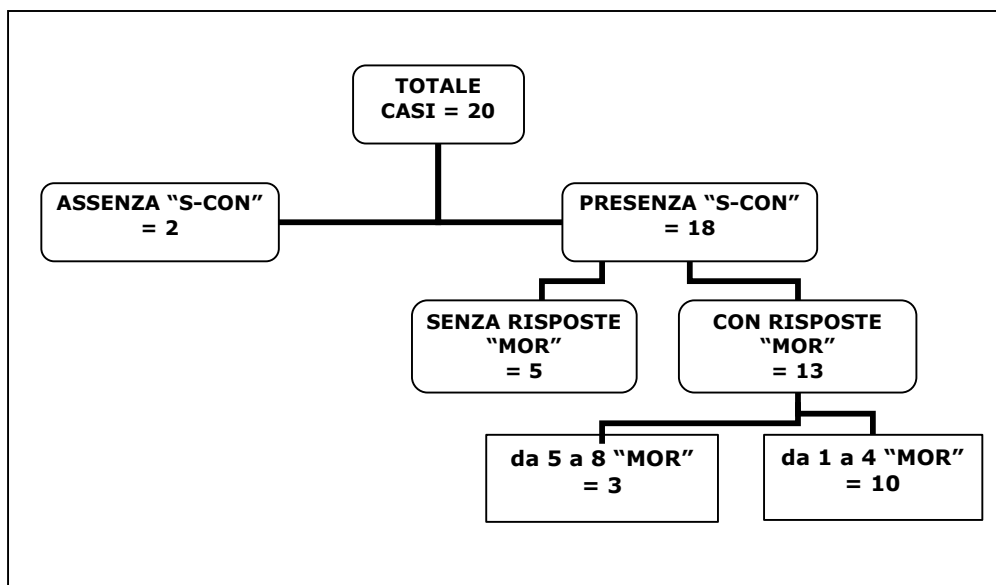 TOTALE
CASI = 20
ASSENZA “S-CON”
= 2
PRESENZA “S-CON”
= 18
SENZA RISPOSTE
“MOR”
= 5
CON RISPOSTE
“MOR”
= 13
da 5 a 8 “MOR”
= 3
da 1 a 4 “MOR”
= 10